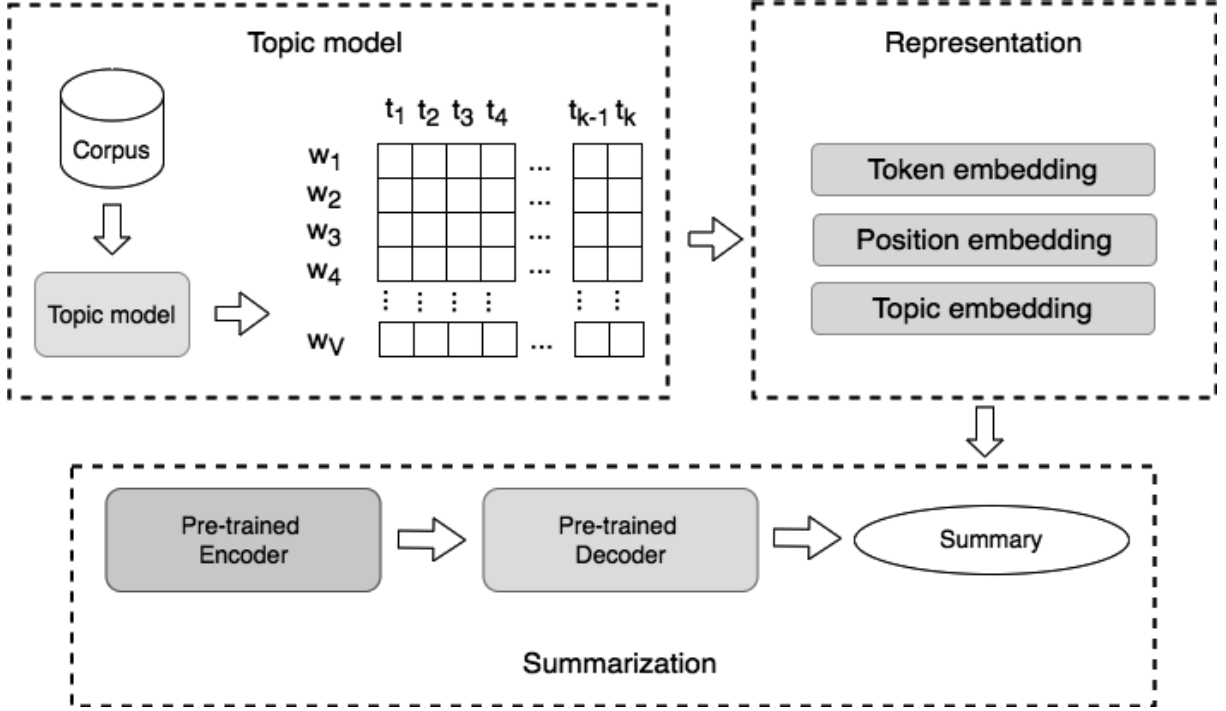 Topic model
Corpus
Topic model
t1 t2 t3 t4 tk-1 tk
w1 ...
w2 ...
w3 ...
w4 ...
wV ...
Representation
Token embedding
Position embedding
Topic embedding
Pre-trained
Encoder
Pre-trained
Decoder
Summary
Summarization